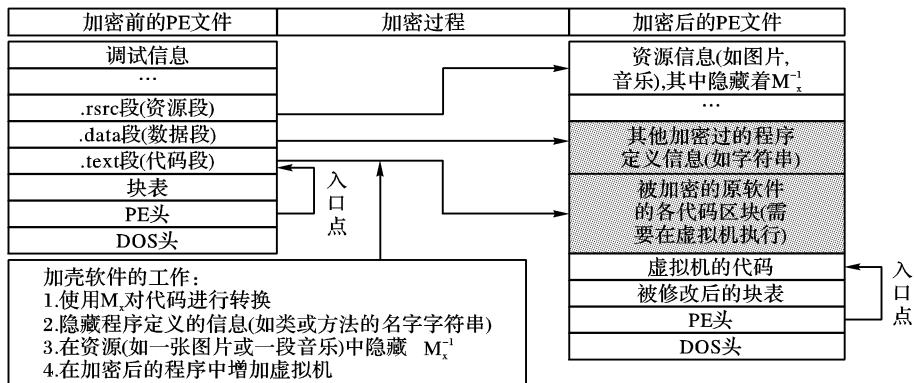 加密前的PE文件
加密过程
加密后的PE文件
调试信息
…
.rsrc段(资源段)
.data段(数据段)
.text段(代码段)
块表
PE头
DOS头
入口点
加壳软件的工作:
1.使用Mx对代码进行转换
2.隐藏程序定义的信息(如类或方法的名字字符串)
3.在资源(如一张图片或一段音乐)中隐藏 Mx⁻¹
4.在加密后的程序中增加虚拟机
资源信息(如图片,
音乐),其中隐藏着Mx⁻¹
…
其他加密过的程序
定义信息(如字符串)
被加密的原软件
的各代码区块(需
要在虚拟机执行)
虚拟机的代码
被修改后的块表
PE头
DOS头
入口点